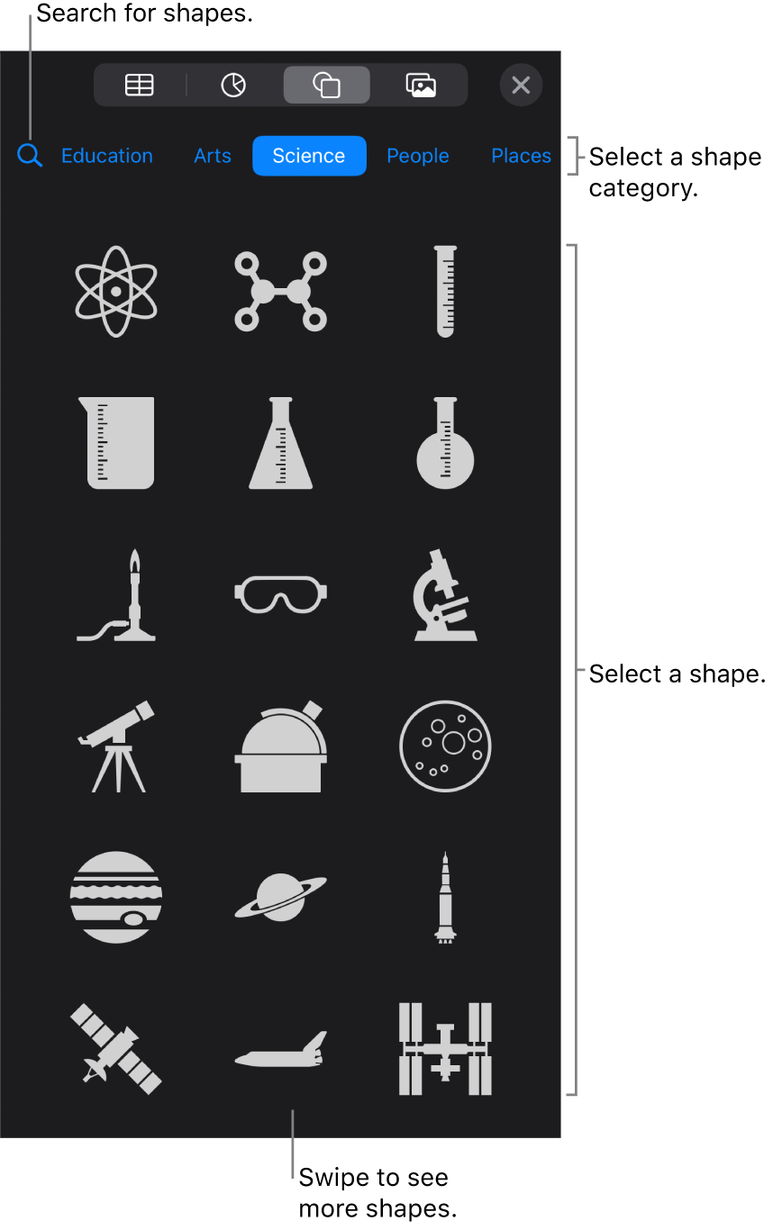 Search for shapes.
Education Arts Science People Places
Select a shape
category.
Select a shape.
Swipe to see
more shapes.